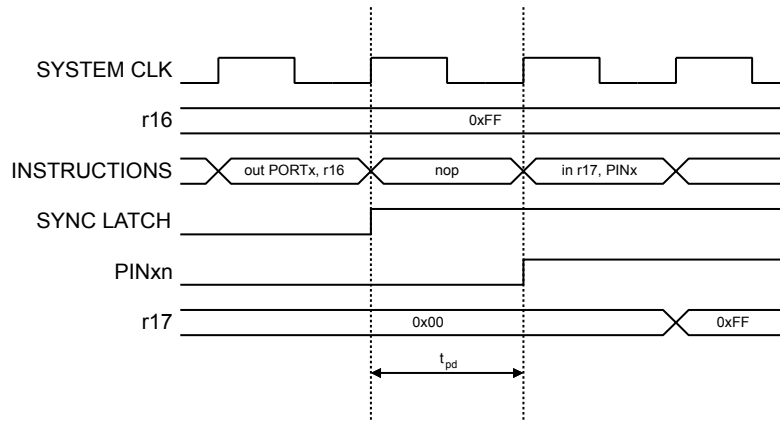 SYSTEM CLK
r16
0xFF
INSTRUCTIONS
out PORTx, r16
nop
in r17, PINx
SYNC LATCH
PINxn
r17
0x00
0xFF
tpd